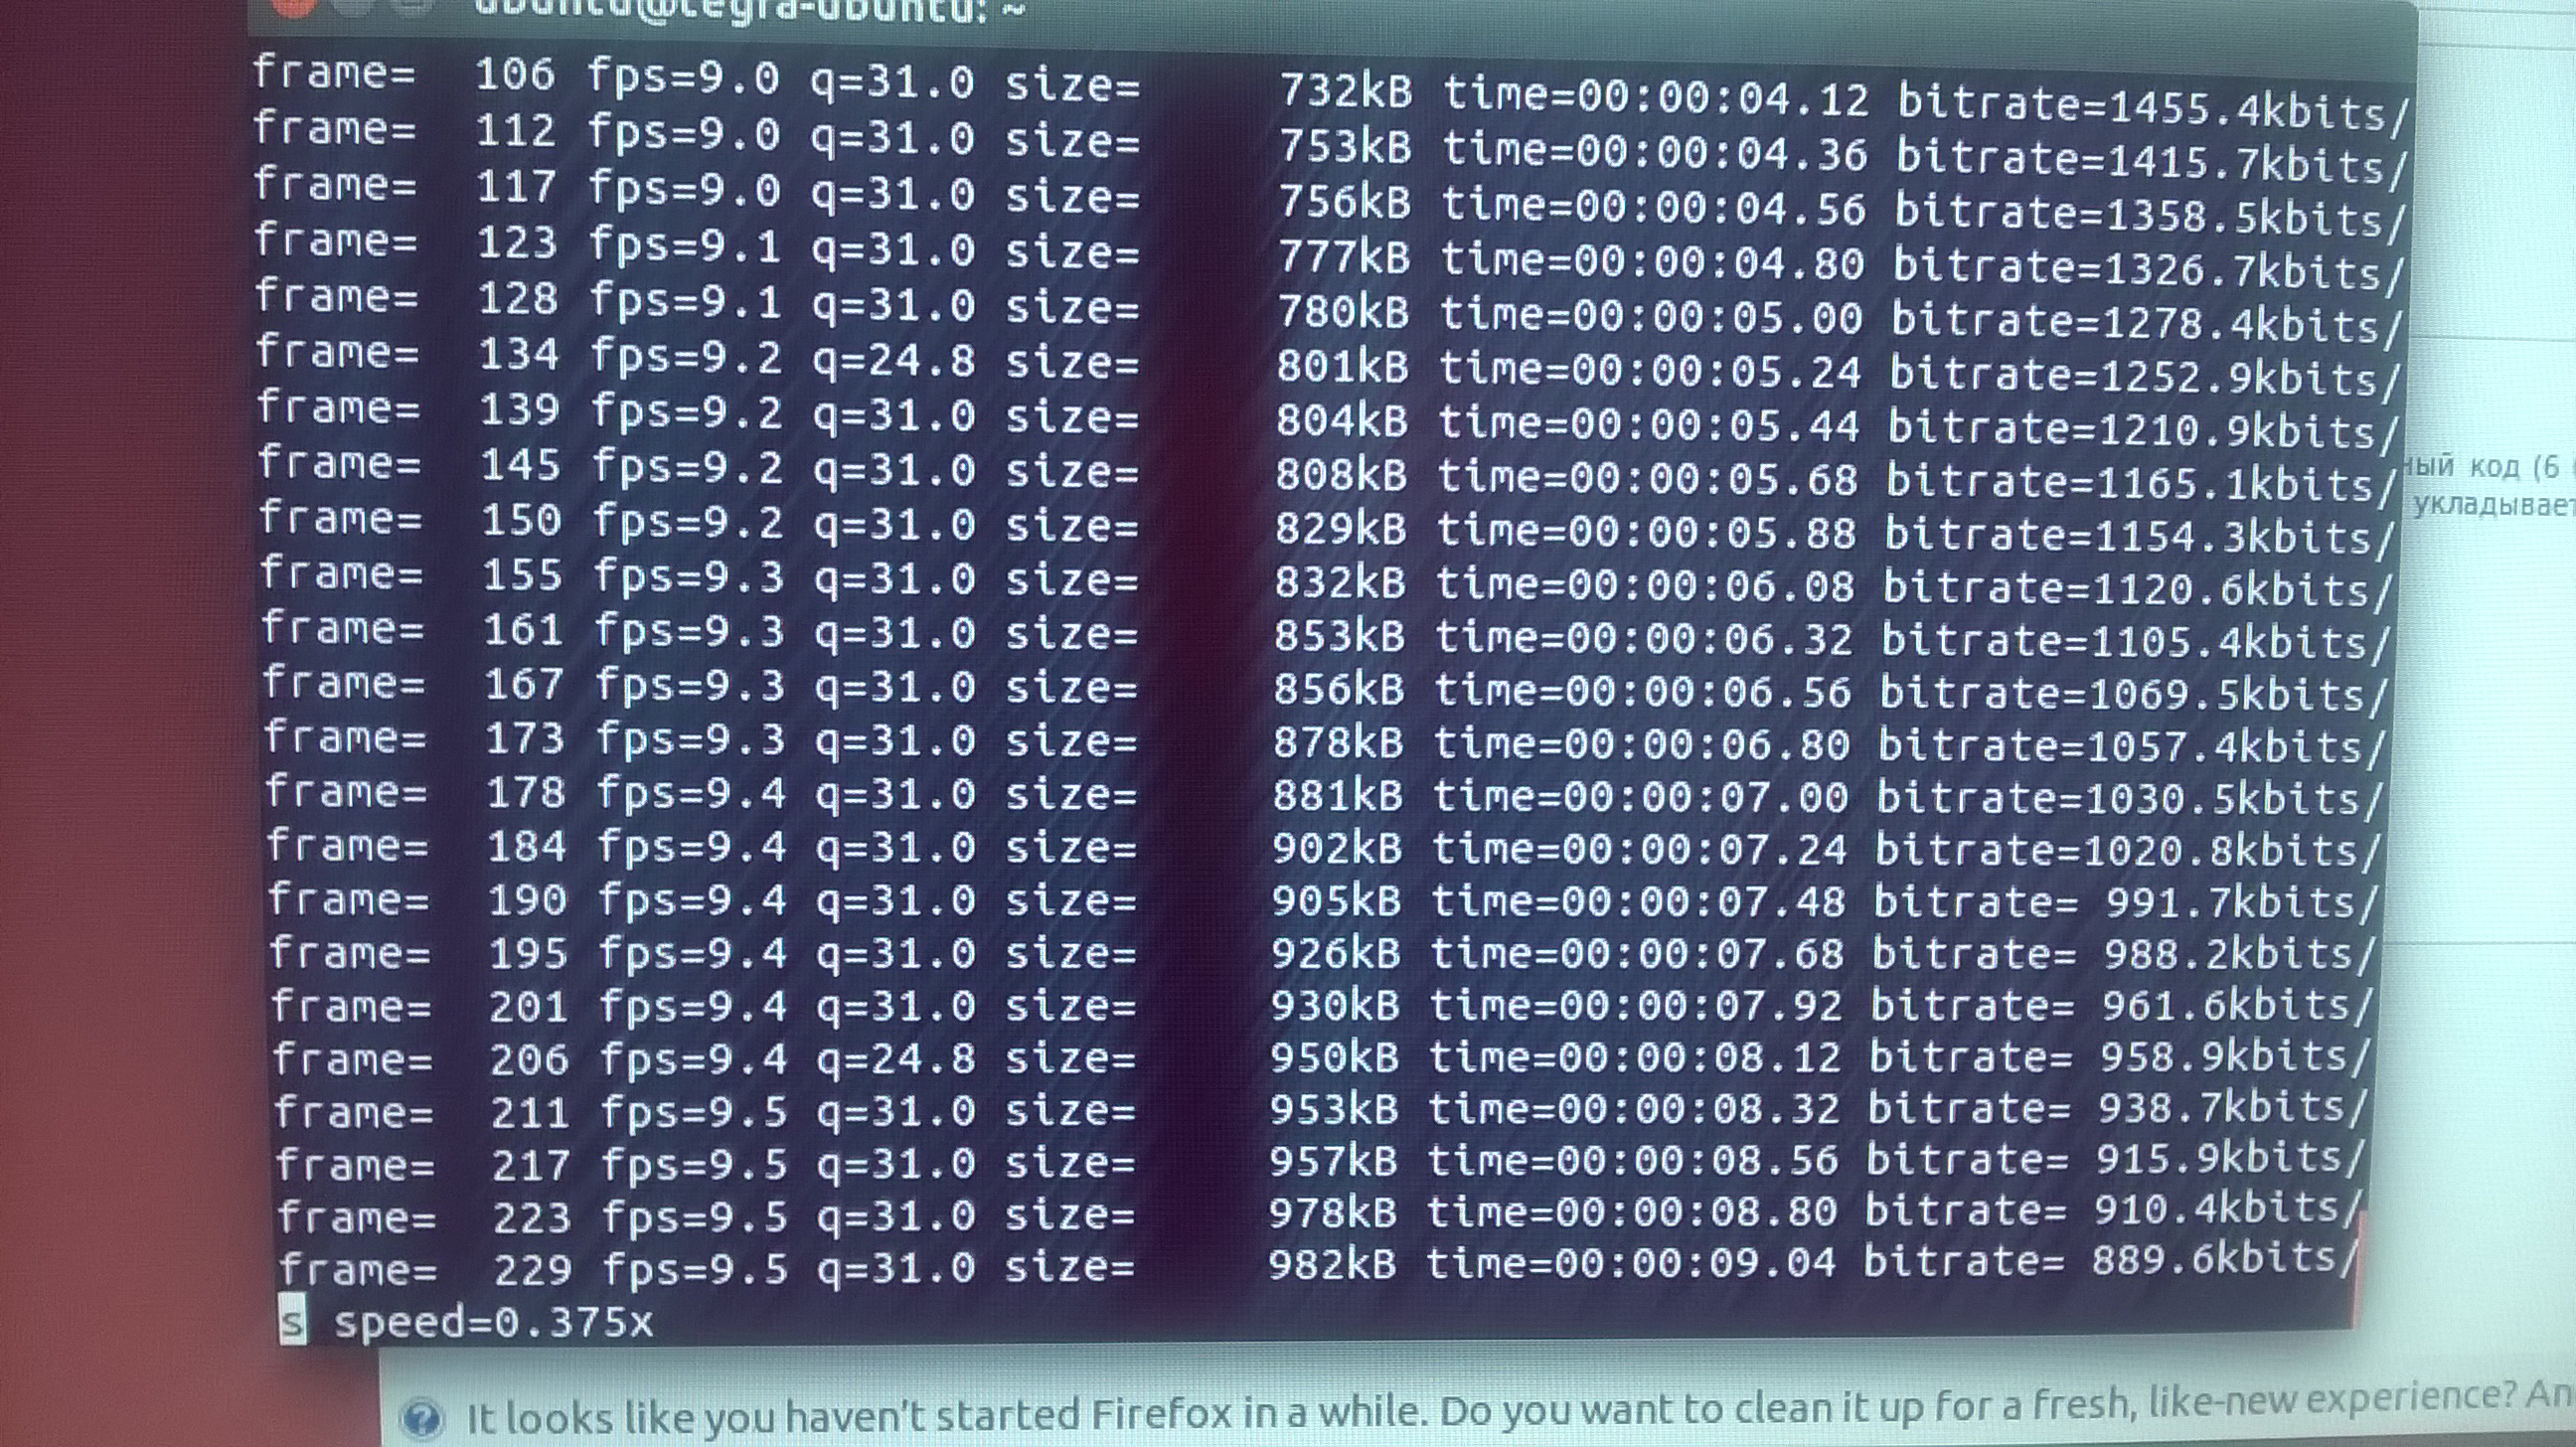 ubuntu@tegra-ubuntu: ~
frame=  106 fps=9.0 q=31.0 size=     732kB time=00:00:04.12 bitrate=1455.4kbits/
frame=  112 fps=9.0 q=31.0 size=     753kB time=00:00:04.36 bitrate=1415.7kbits/
frame=  117 fps=9.0 q=31.0 size=     756kB time=00:00:04.56 bitrate=1358.5kbits/
frame=  123 fps=9.1 q=31.0 size=     777kB time=00:00:04.80 bitrate=1326.7kbits/
frame=  128 fps=9.1 q=31.0 size=     780kB time=00:00:05.00 bitrate=1278.4kbits/
frame=  134 fps=9.2 q=24.8 size=     801kB time=00:00:05.24 bitrate=1252.9kbits/
frame=  139 fps=9.2 q=31.0 size=     804kB time=00:00:05.44 bitrate=1210.9kbits/
frame=  145 fps=9.2 q=31.0 size=     808kB time=00:00:05.68 bitrate=1165.1kbits/
frame=  150 fps=9.2 q=31.0 size=     829kB time=00:00:05.88 bitrate=1154.3kbits/
frame=  155 fps=9.3 q=31.0 size=     832kB time=00:00:06.08 bitrate=1120.6kbits/
frame=  161 fps=9.3 q=31.0 size=     853kB time=00:00:06.32 bitrate=1105.4kbits/
frame=  167 fps=9.3 q=31.0 size=     856kB time=00:00:06.56 bitrate=1069.5kbits/
frame=  173 fps=9.3 q=31.0 size=     878kB time=00:00:06.80 bitrate=1057.4kbits/
frame=  178 fps=9.4 q=31.0 size=     881kB time=00:00:07.00 bitrate=1030.5kbits/
frame=  184 fps=9.4 q=31.0 size=     902kB time=00:00:07.24 bitrate=1020.8kbits/
frame=  190 fps=9.4 q=31.0 size=     905kB time=00:00:07.48 bitrate= 991.7kbits/
frame=  195 fps=9.4 q=31.0 size=     926kB time=00:00:07.68 bitrate= 988.2kbits/
frame=  201 fps=9.4 q=31.0 size=     930kB time=00:00:07.92 bitrate= 961.6kbits/
frame=  206 fps=9.4 q=24.8 size=     950kB time=00:00:08.12 bitrate= 958.9kbits/
frame=  211 fps=9.5 q=31.0 size=     953kB time=00:00:08.32 bitrate= 938.7kbits/
frame=  217 fps=9.5 q=31.0 size=     957kB time=00:00:08.56 bitrate= 915.9kbits/
frame=  223 fps=9.5 q=31.0 size=     978kB time=00:00:08.80 bitrate= 910.4kbits/
frame=  229 fps=9.5 q=31.0 size=     982kB time=00:00:09.04 bitrate= 889.6kbits/
s speed=0.375x
код (6
укладывает
It looks like you haven't started Firefox in a while. Do you want to clean it up for a fresh, like-new experience? An